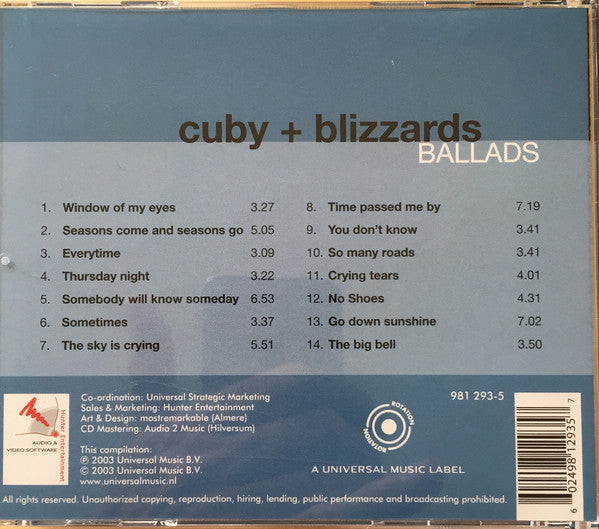 cuby + blizzards
BALLADS
1. Window of my eyes 3.27
2. Seasons come and seasons go 5.05
3. Everytime 3.09
4. Thursday night 3.22
5. Somebody will know someday 6.53
6. Sometimes 3.37
7. The sky is crying 5.51
8. Time passed me by 7.19
9. You don't know 3.41
10. So many roads 3.41
11. Crying tears 4.01
12. No Shoes 4.31
13. Go down sunshine 7.02
14. The big bell 3.50
AUDIO &
VIDEO SOFTWARE
Hunter Entertainment
Co-ordination: Universal Strategic Marketing
Sales & Marketing: Hunter Entertainment
Art & Design: mostremarkable (Almere)
CD Mastering: Audio 2 Music (Hilversum)
This compilation:
℗ 2003 Universal Music B.V.
© 2003 Universal Music B.V.
www.universalmusic.nl
ROTATION
ROTATION
A UNIVERSAL MUSIC LABEL
981 293-5
6 02498 12935 7
All rights reserved. Unauthorized copying, reproduction, hiring, lending, public performance and broadcasting prohibited.